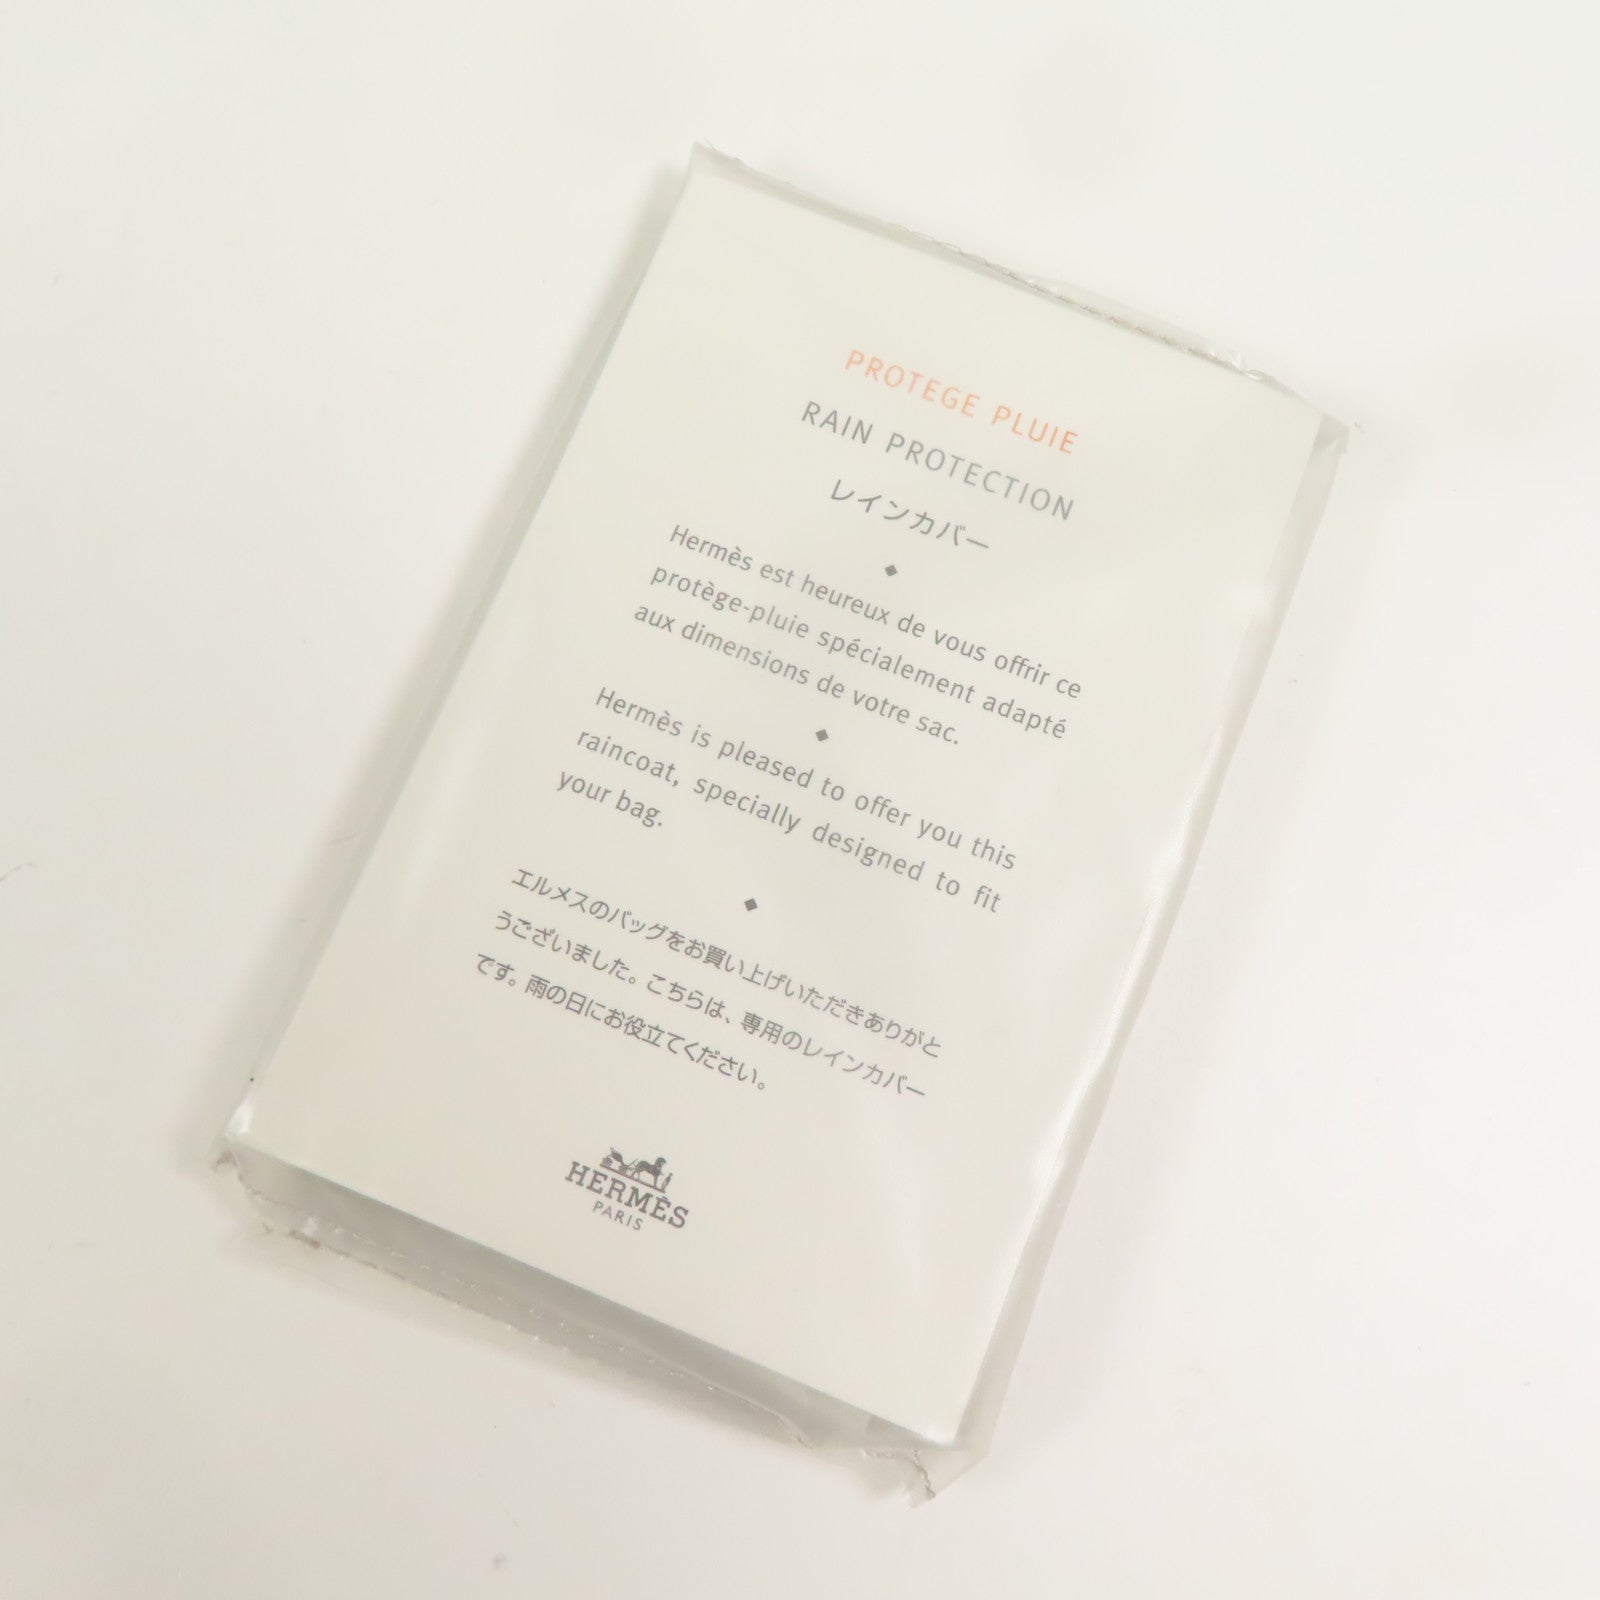 PROTEGE PLUIE
RAIN PROTECTION
レインカバー
Hermès est heureux de vous offrir ce
protège-pluie spécialement adapté
aux dimensions de votre sac.
Hermès is pleased to offer you this
raincoat, specially designed to fit
your bag.
エルメスのバッグをお買い上げいただきありがと
うございました。こちらは、専用のレインカバー
です。雨の日にお役立てください。
HERMÈS
PARIS